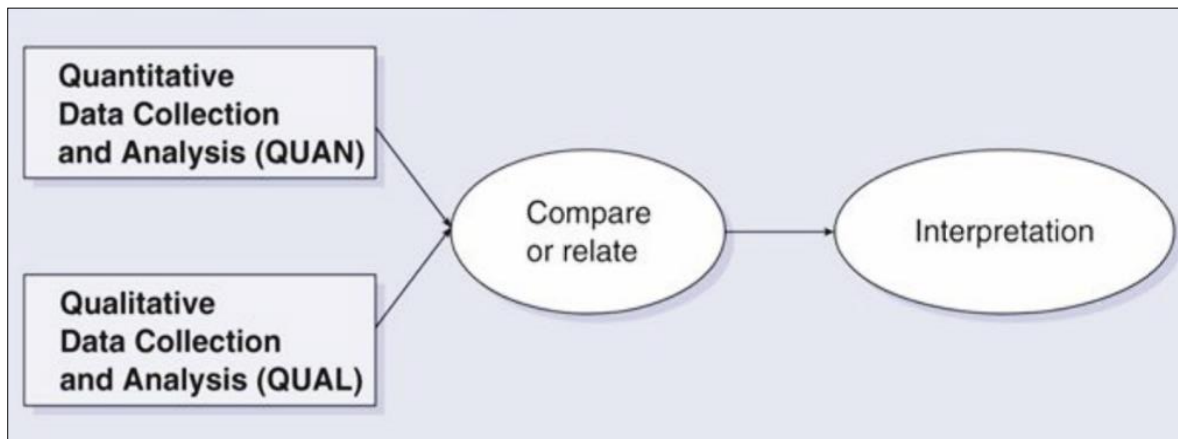 Quantitative
Data Collection
and Analysis (QUAN)
Qualitative
Data Collection
and Analysis (QUAL)
Compare
or relate
Interpretation